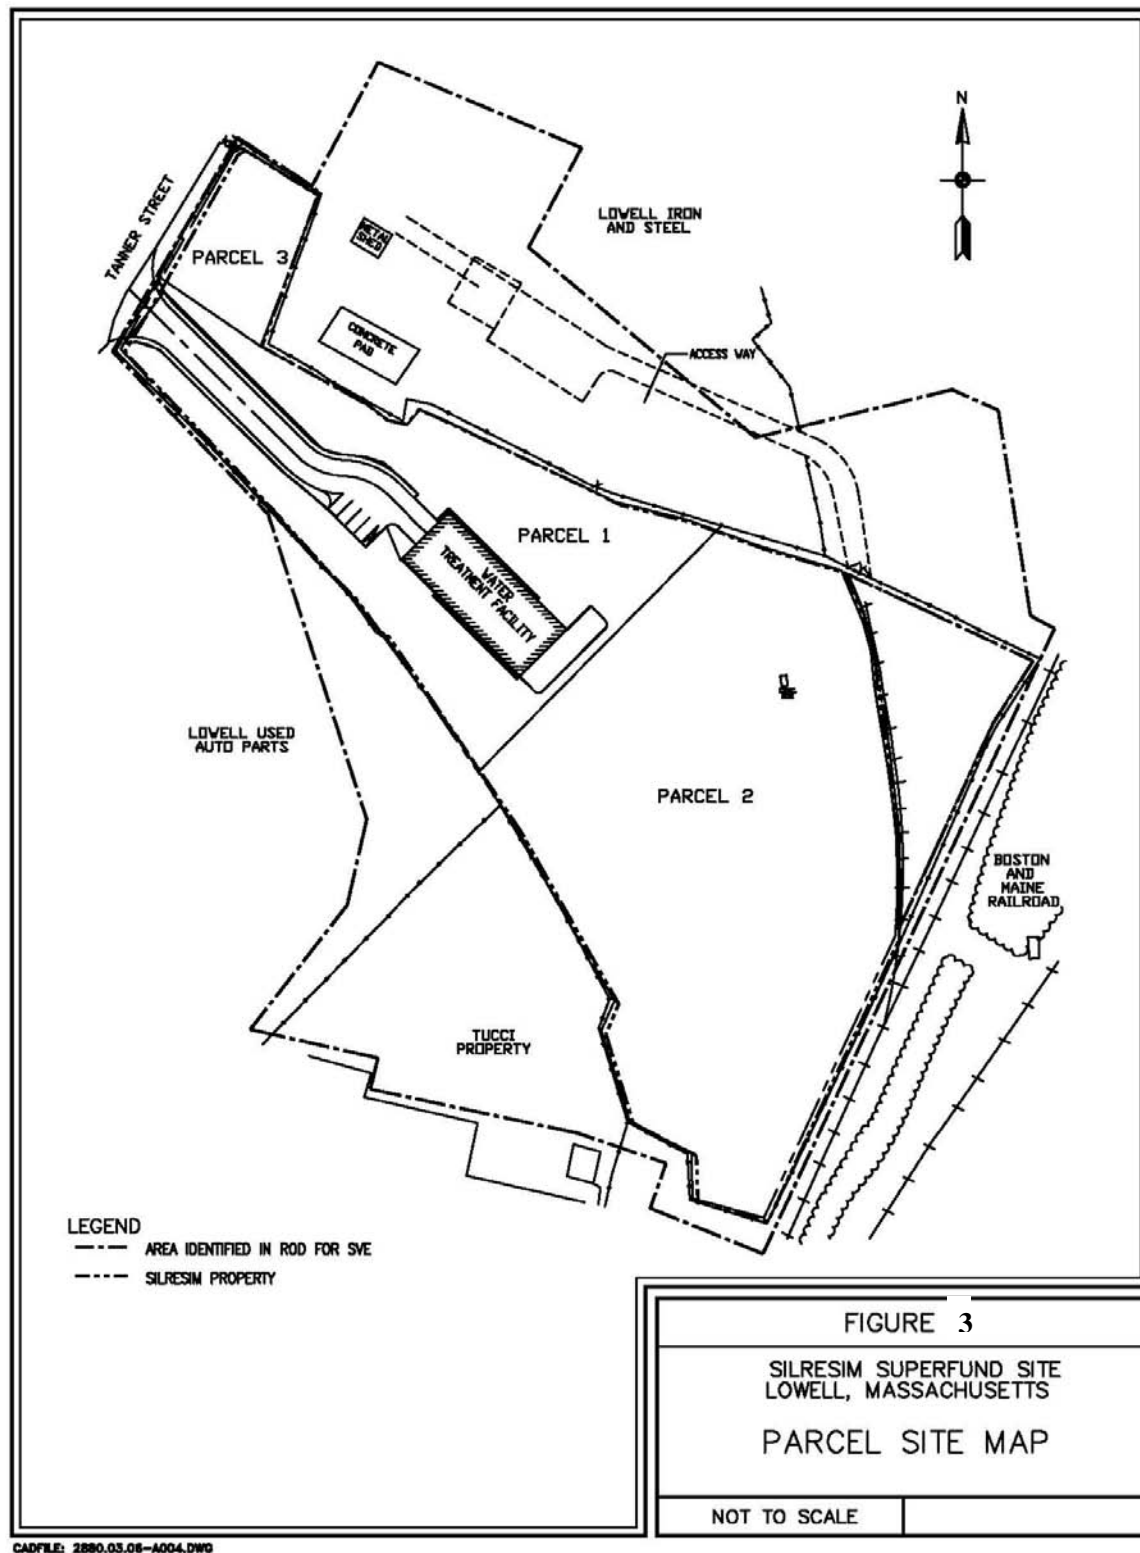 N
LOWELL IRON
AND STEEL
TANNER STREET
METAL
SHED
PARCEL 3
CONCRETE
PAD
ACCESS WAY
PARCEL 1
WATER
TREATMENT FACILITY
LOWELL USED
AUTO PARTS
PARCEL 2
BOSTON
AND
MAINE
RAILROAD
TUCCI
PROPERTY
LEGEND
AREA IDENTIFIED IN ROD FOR SVE
SILRESIM PROPERTY
FIGURE 3
SILRESIM SUPERFUND SITE
LOWELL, MASSACHUSETTS
PARCEL SITE MAP
NOT TO SCALE
CADFILE: 2880.03.06-A004.DWG